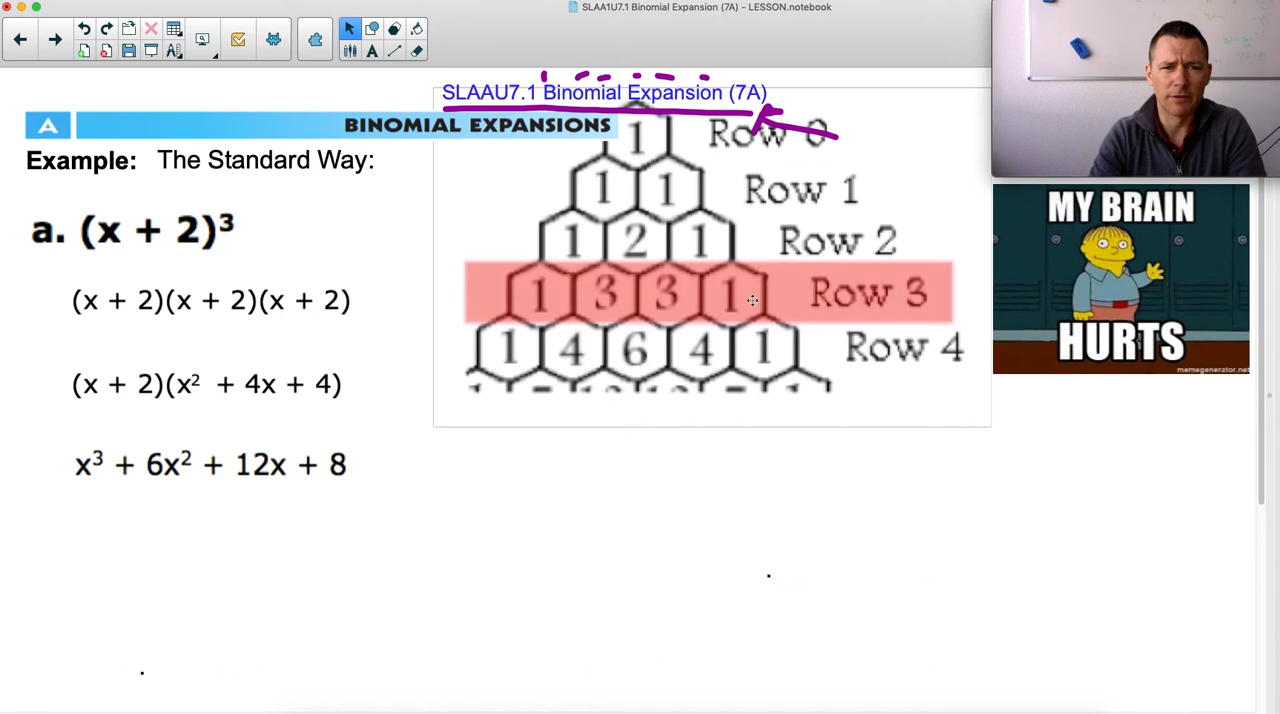 SLAA1U7.1 Binomial Expansion (7A) - LESSON.notebook
SLAAU7.1 Binomial Expansion (7A)
A BINOMIAL EXPANSIONS
Example: The Standard Way:
a. (x + 2)³
(x + 2)(x + 2)(x + 2)
(x + 2)(x² + 4x + 4)
x³ + 6x² + 12x + 8
1 Row 0
1 1 Row 1
1 2 1 Row 2
1 3 3 1 Row 3
1 4 6 4 1 Row 4
MY BRAIN
HURTS
memegenerator.net